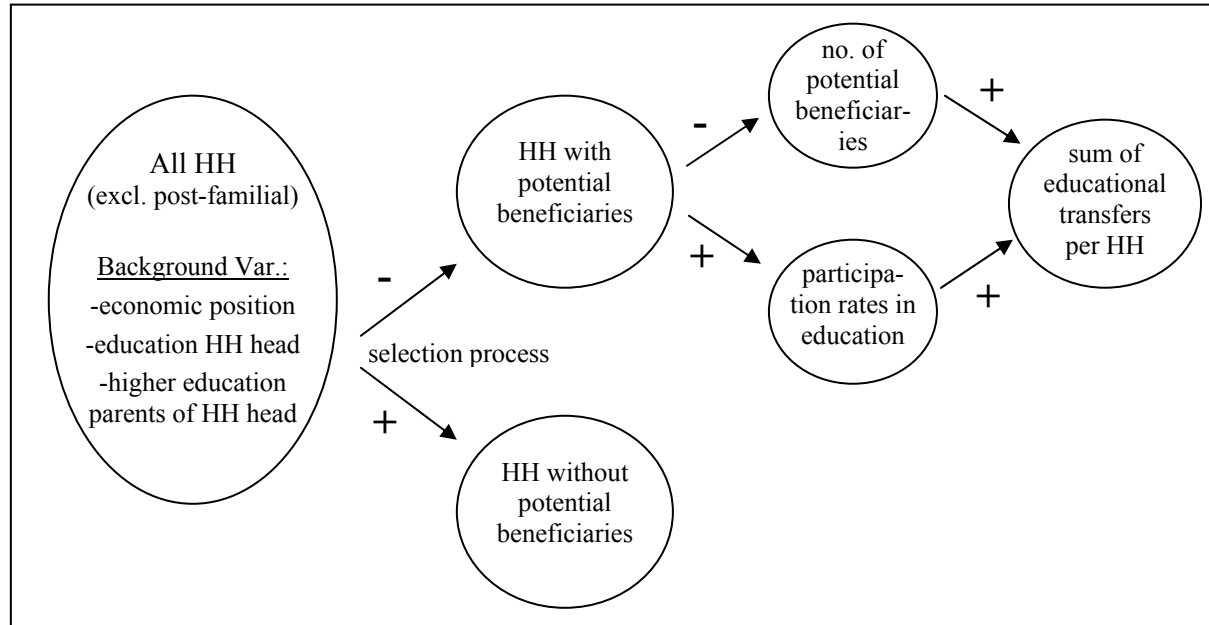 All HH
(excl. post-familial)
Background Var.:
-economic position
-education HH head
-higher education
parents of HH head
-
selection process
+
HH with
potential
beneficiaries
HH without
potential
beneficiaries
-
+
no. of
potential
beneficiar-
ies
participa-
tion rates in
education
+
+
sum of
educational
transfers
per HH